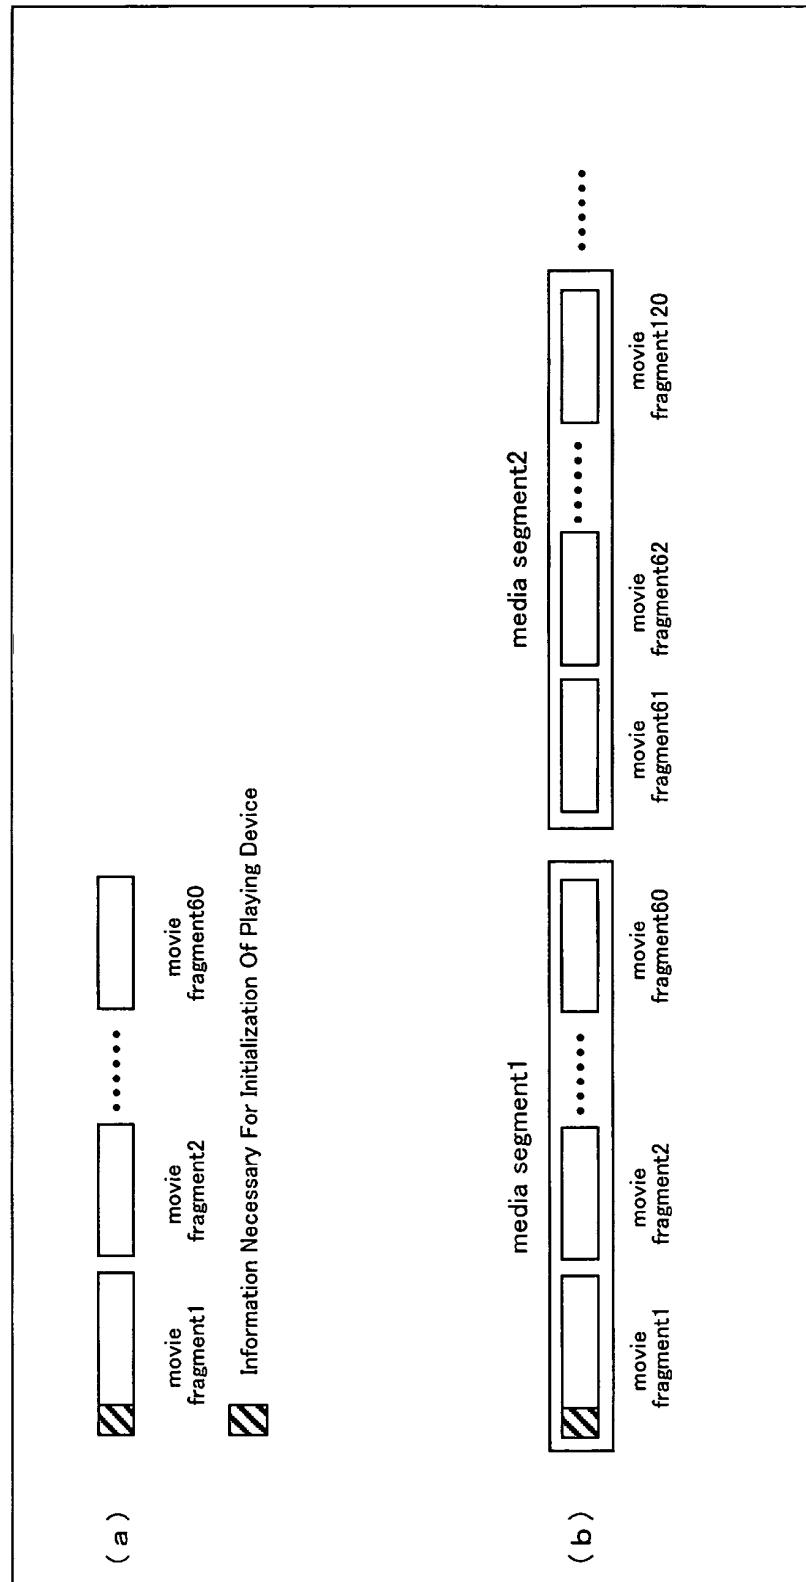 (a)
movie
fragment1
movie
fragment2
movie
fragment60
Information Necessary For Initialization Of Playing Device
(b)
media segment1
movie
fragment1
movie
fragment2
movie
fragment60
media segment2
movie
fragment61
movie
fragment62
movie
fragment120